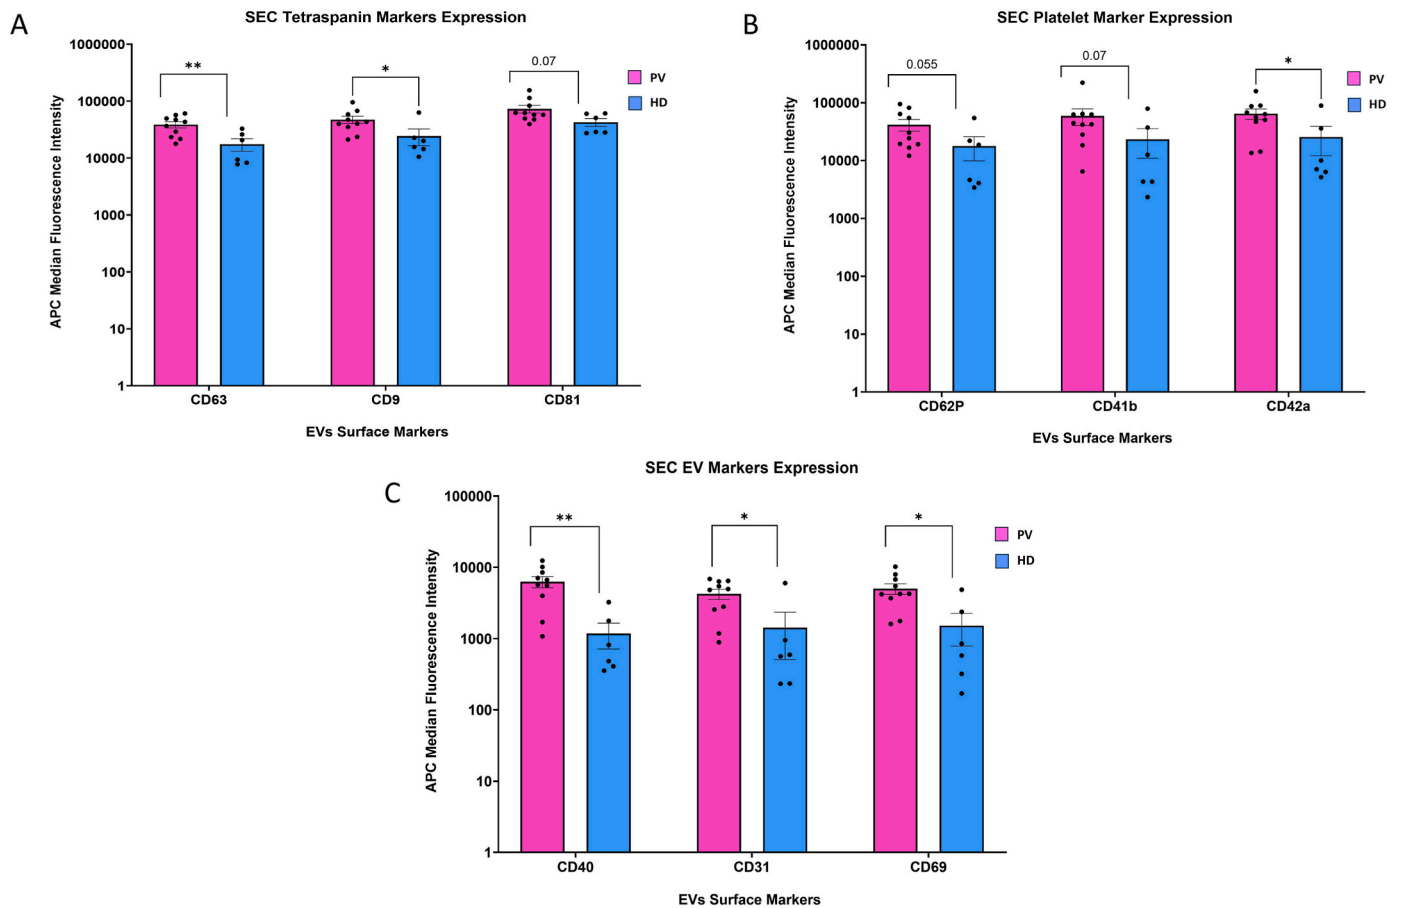 A
SEC Tetraspanin Markers Expression
APC Median Fluorescence Intensity
1000000
100000
10000
1000
100
10
1
**
*
0.07
PV
HD
CD63
CD9
CD81
EVs Surface Markers
B
SEC Platelet Marker Expression
APC Median Fluorescence Intensity
1000000
100000
10000
1000
100
10
1
0.055
0.07
*
PV
HD
CD62P
CD41b
CD42a
EVs Surface Markers
C
SEC EV Markers Expression
APC Median Fluorescence Intensity
100000
10000
1000
100
10
1
**
*
*
PV
HD
CD40
CD31
CD69
EVs Surface Markers